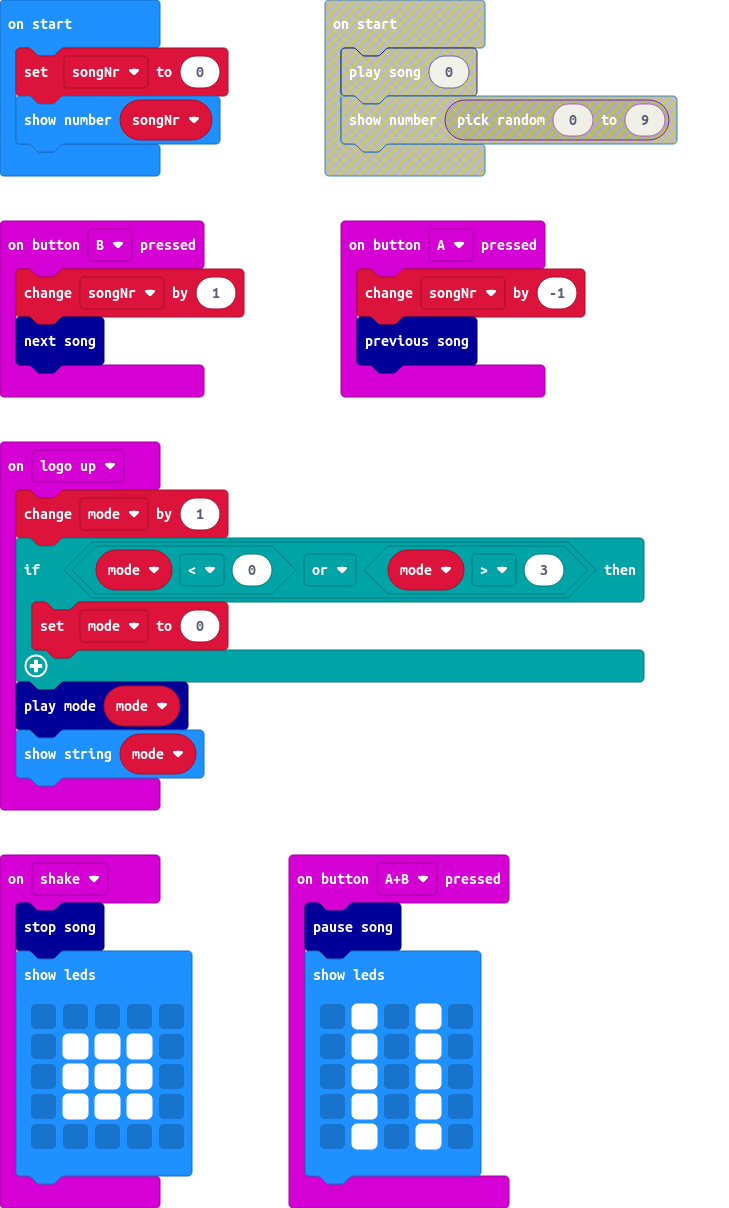 on start
set songNr to 0
show number songNr
on start
play song 0
show number pick random 0 to 9
on button B pressed
change songNr by 1
next song
on button A pressed
change songNr by -1
previous song
on logo up
change mode by 1
if mode < 0 or mode > 3 then
set mode to 0
play mode mode
show string mode
on shake
stop song
show leds
on button A+B pressed
pause song
show leds